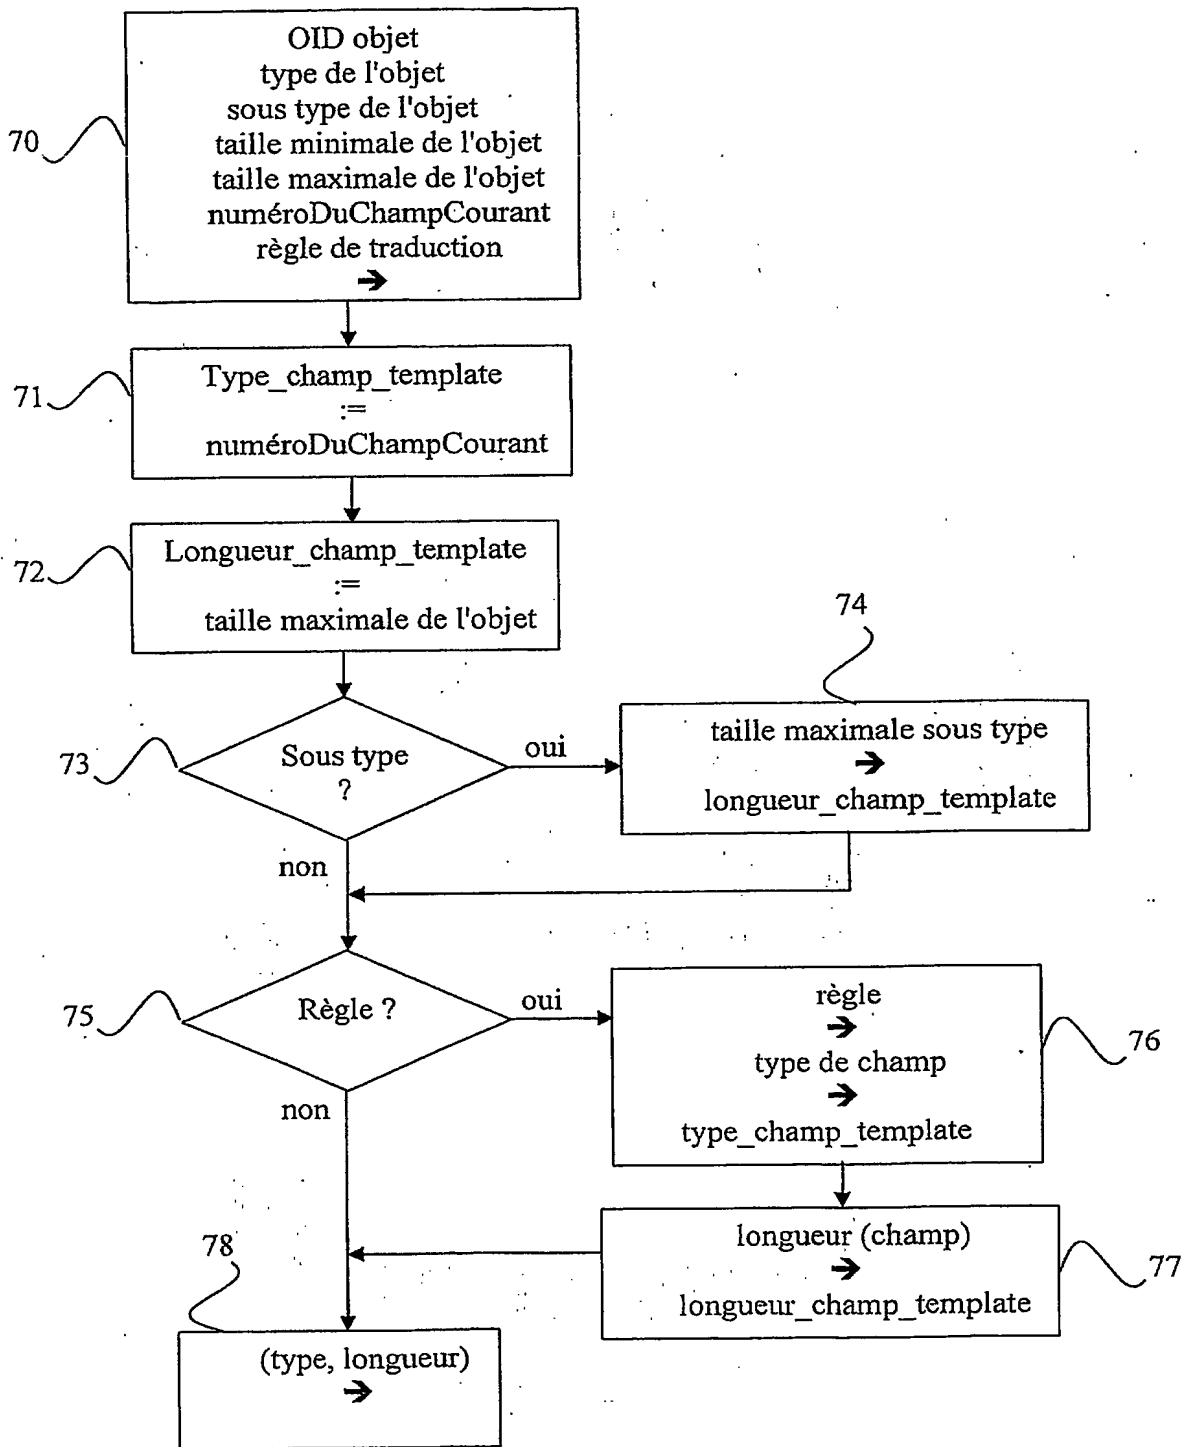 OID objet
type de l'objet
sous type de l'objet
taille minimale de l'objet
taille maximale de l'objet
numéroDuChampCourant
règle de traduction
➔
70
Type_champ_template
:=
numéroDuChampCourant
71
Longueur_champ_template
:=
taille maximale de l'objet
72
Sous type
?
73
oui
non
74
taille maximale sous type
➔
longueur_champ_template
Règle ?
75
oui
non
règle
➔
type de champ
➔
type_champ_template
76
longueur (champ)
➔
longueur_champ_template
77
78
(type, longueur)
➔